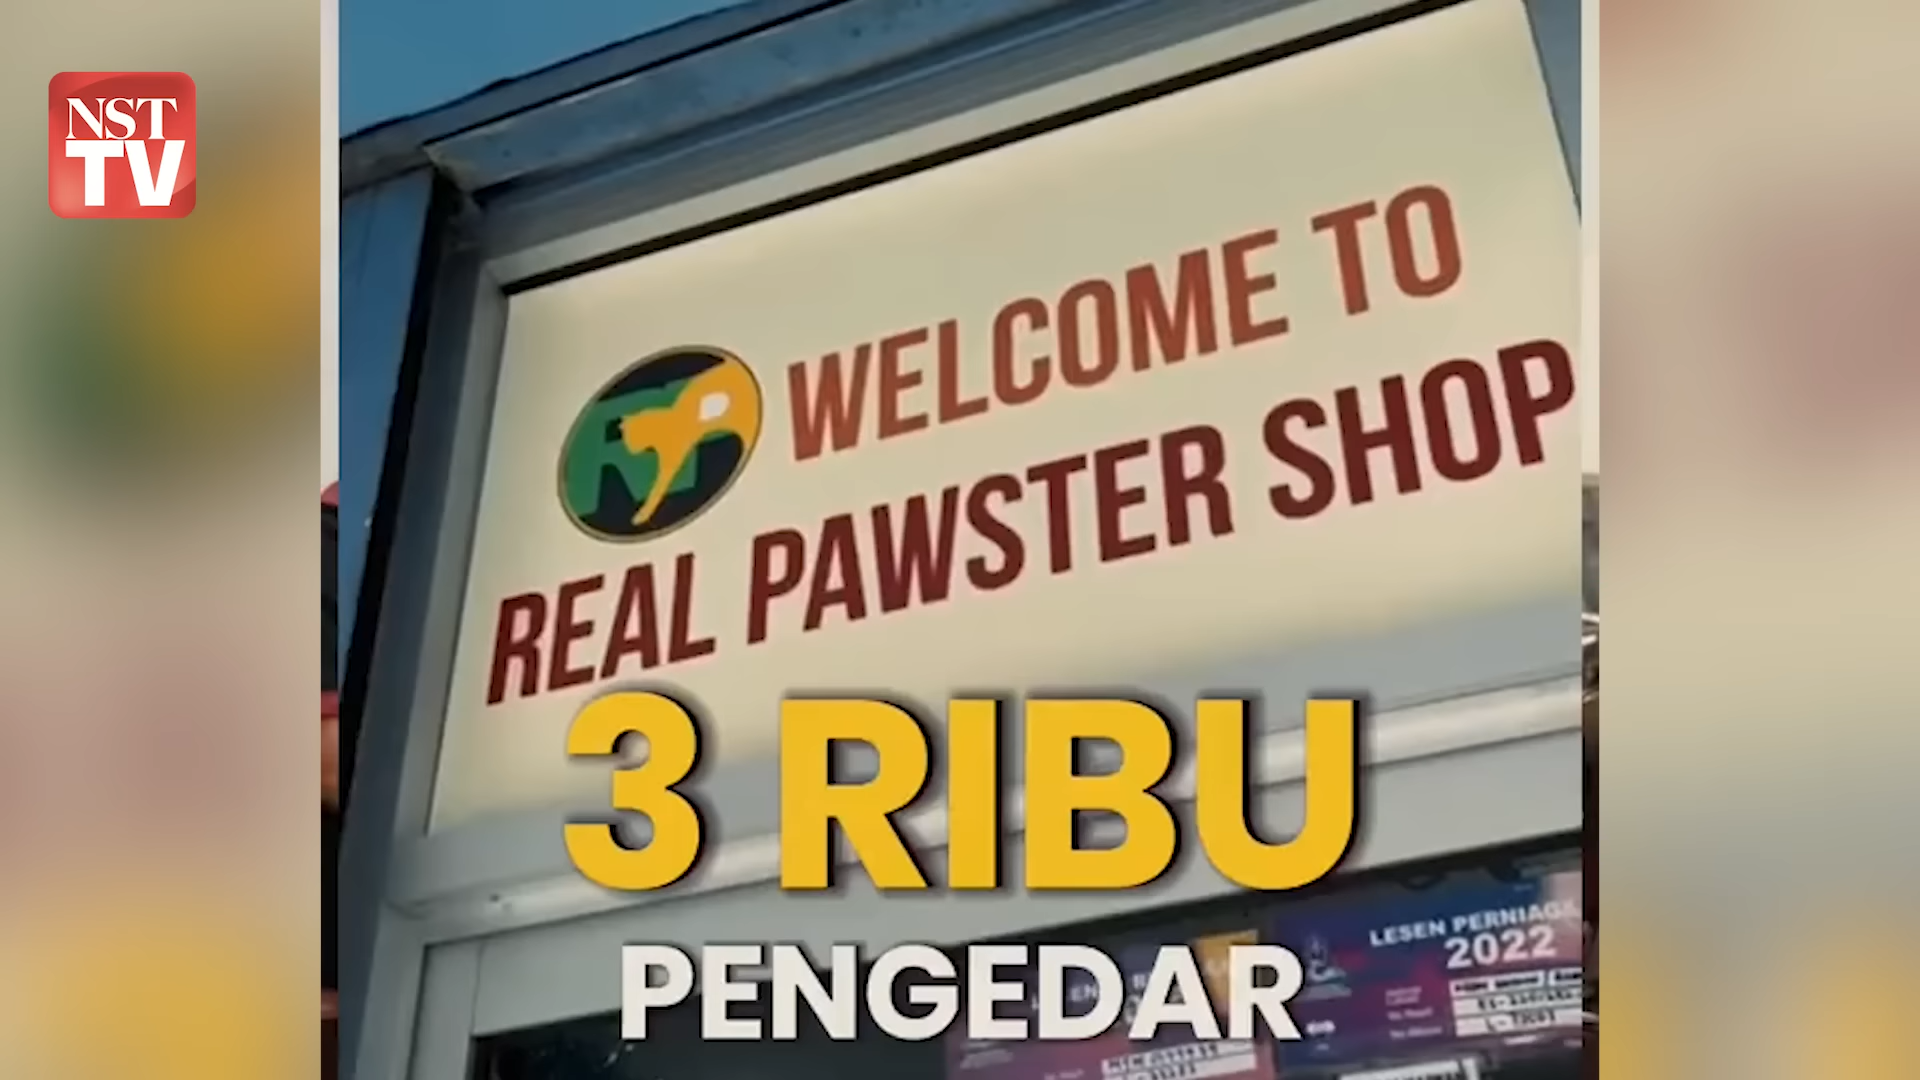 NST
TV
WELCOME TO
REAL PAWSTER SHOP
3 RIBU
PENGEDAR
LESEN PERNIAGA
2022